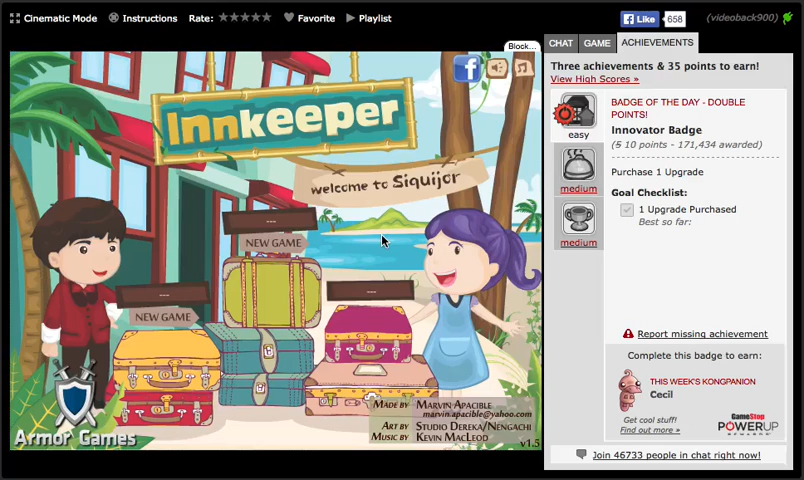 Cinematic Mode
Instructions
Rate:
Favorite
Playlist
Like
658
(videoback900)
Block...
CHAT
GAME
ACHIEVEMENTS
Innkeeper
welcome to Siquijor
---
NEW GAME
---
NEW GAME
---
Armor Games
MADE BY MARVIN APACIBLE
marvin.apacible@yahoo.com
ART BY STUDIO DEREKA/NENGACHI
MUSIC BY KEVIN MACLEOD
v1.5
Three achievements & 35 points to earn!
View High Scores »
easy
medium
medium
BADGE OF THE DAY - DOUBLE
POINTS!
Innovator Badge
(5 10 points - 171,434 awarded)
Purchase 1 Upgrade
Goal Checklist:
1 Upgrade Purchased
Best so far:
Report missing achievement
Complete this badge to earn:
THIS WEEK'S KONGPANION
Cecil
Get cool stuff!
Find out more »
GameStop
POWERUP
REWARDS
Join 46733 people in chat right now!